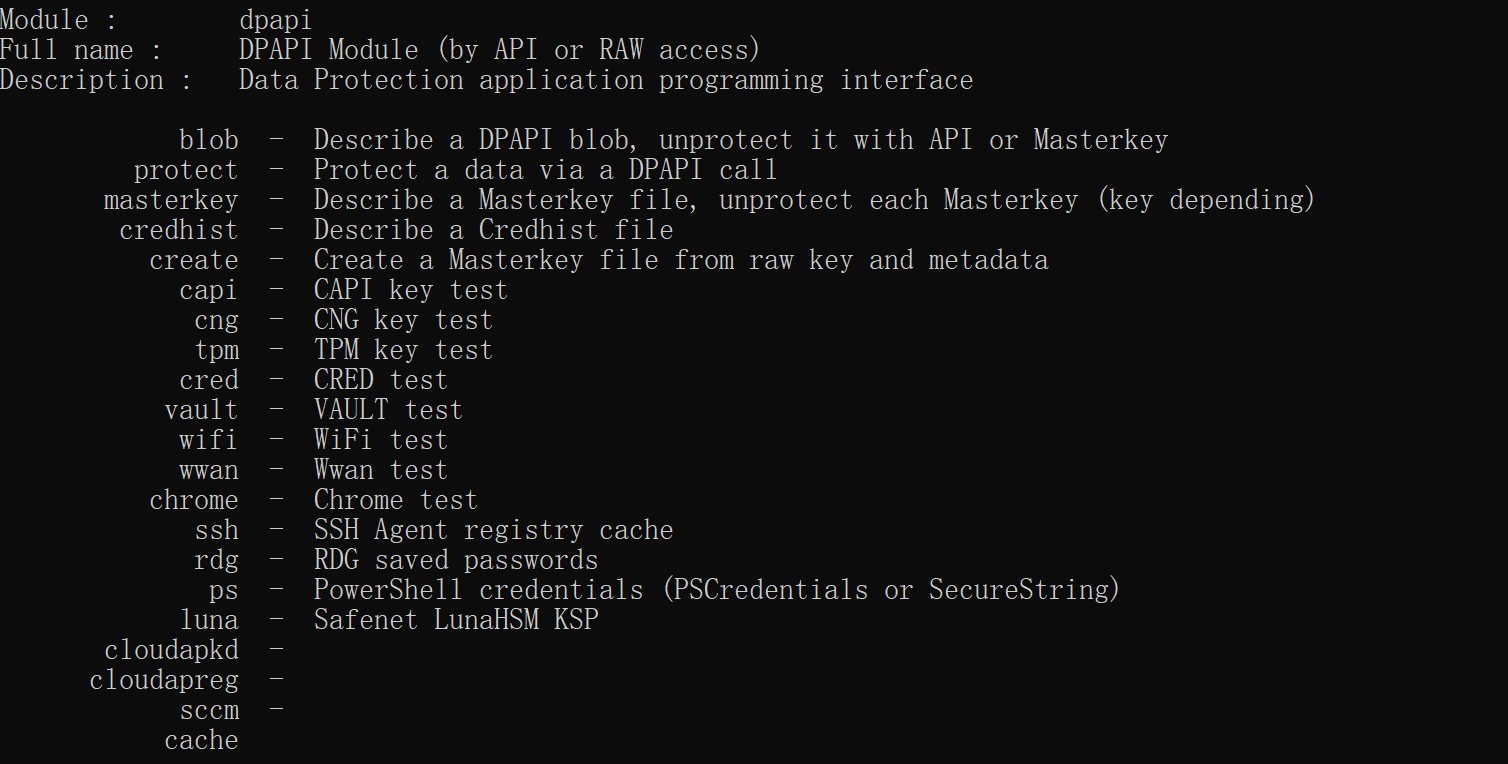 Module :        dpapi
Full name :     DPAPI Module (by API or RAW access)
Description :   Data Protection application programming interface
            blob  -  Describe a DPAPI blob, unprotect it with API or Masterkey
         protect  -  Protect a data via a DPAPI call
       masterkey  -  Describe a Masterkey file, unprotect each Masterkey (key depending)
        credhist  -  Describe a Credhist file
          create  -  Create a Masterkey file from raw key and metadata
            capi  -  CAPI key test
             cng  -  CNG key test
             tpm  -  TPM key test
            cred  -  CRED test
           vault  -  VAULT test
            wifi  -  WiFi test
            wwan  -  Wwan test
          chrome  -  Chrome test
             ssh  -  SSH Agent registry cache
             rdg  -  RDG saved passwords
              ps  -  PowerShell credentials (PSCredentials or SecureString)
            luna  -  Safenet LunaHSM KSP
       cloudapkd  -
      cloudapreg  -
            sccm  -
           cache